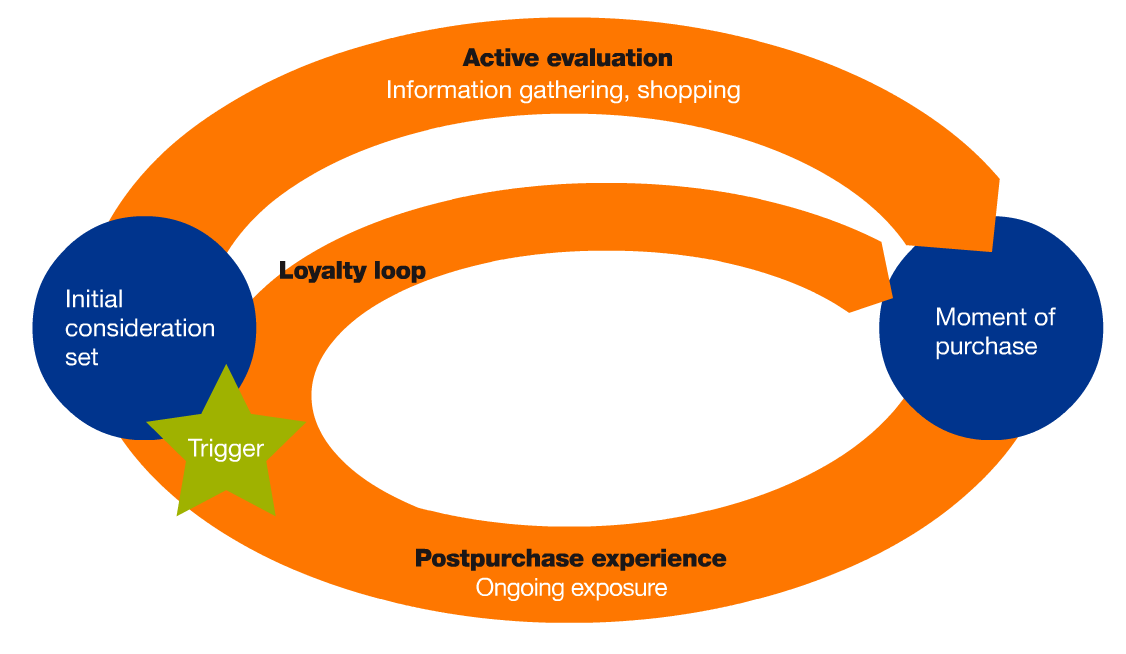 Active evaluation
Information gathering, shopping
Loyalty loop
Initial
consideration
set
Moment of
purchase
Trigger
Postpurchase experience
Ongoing exposure